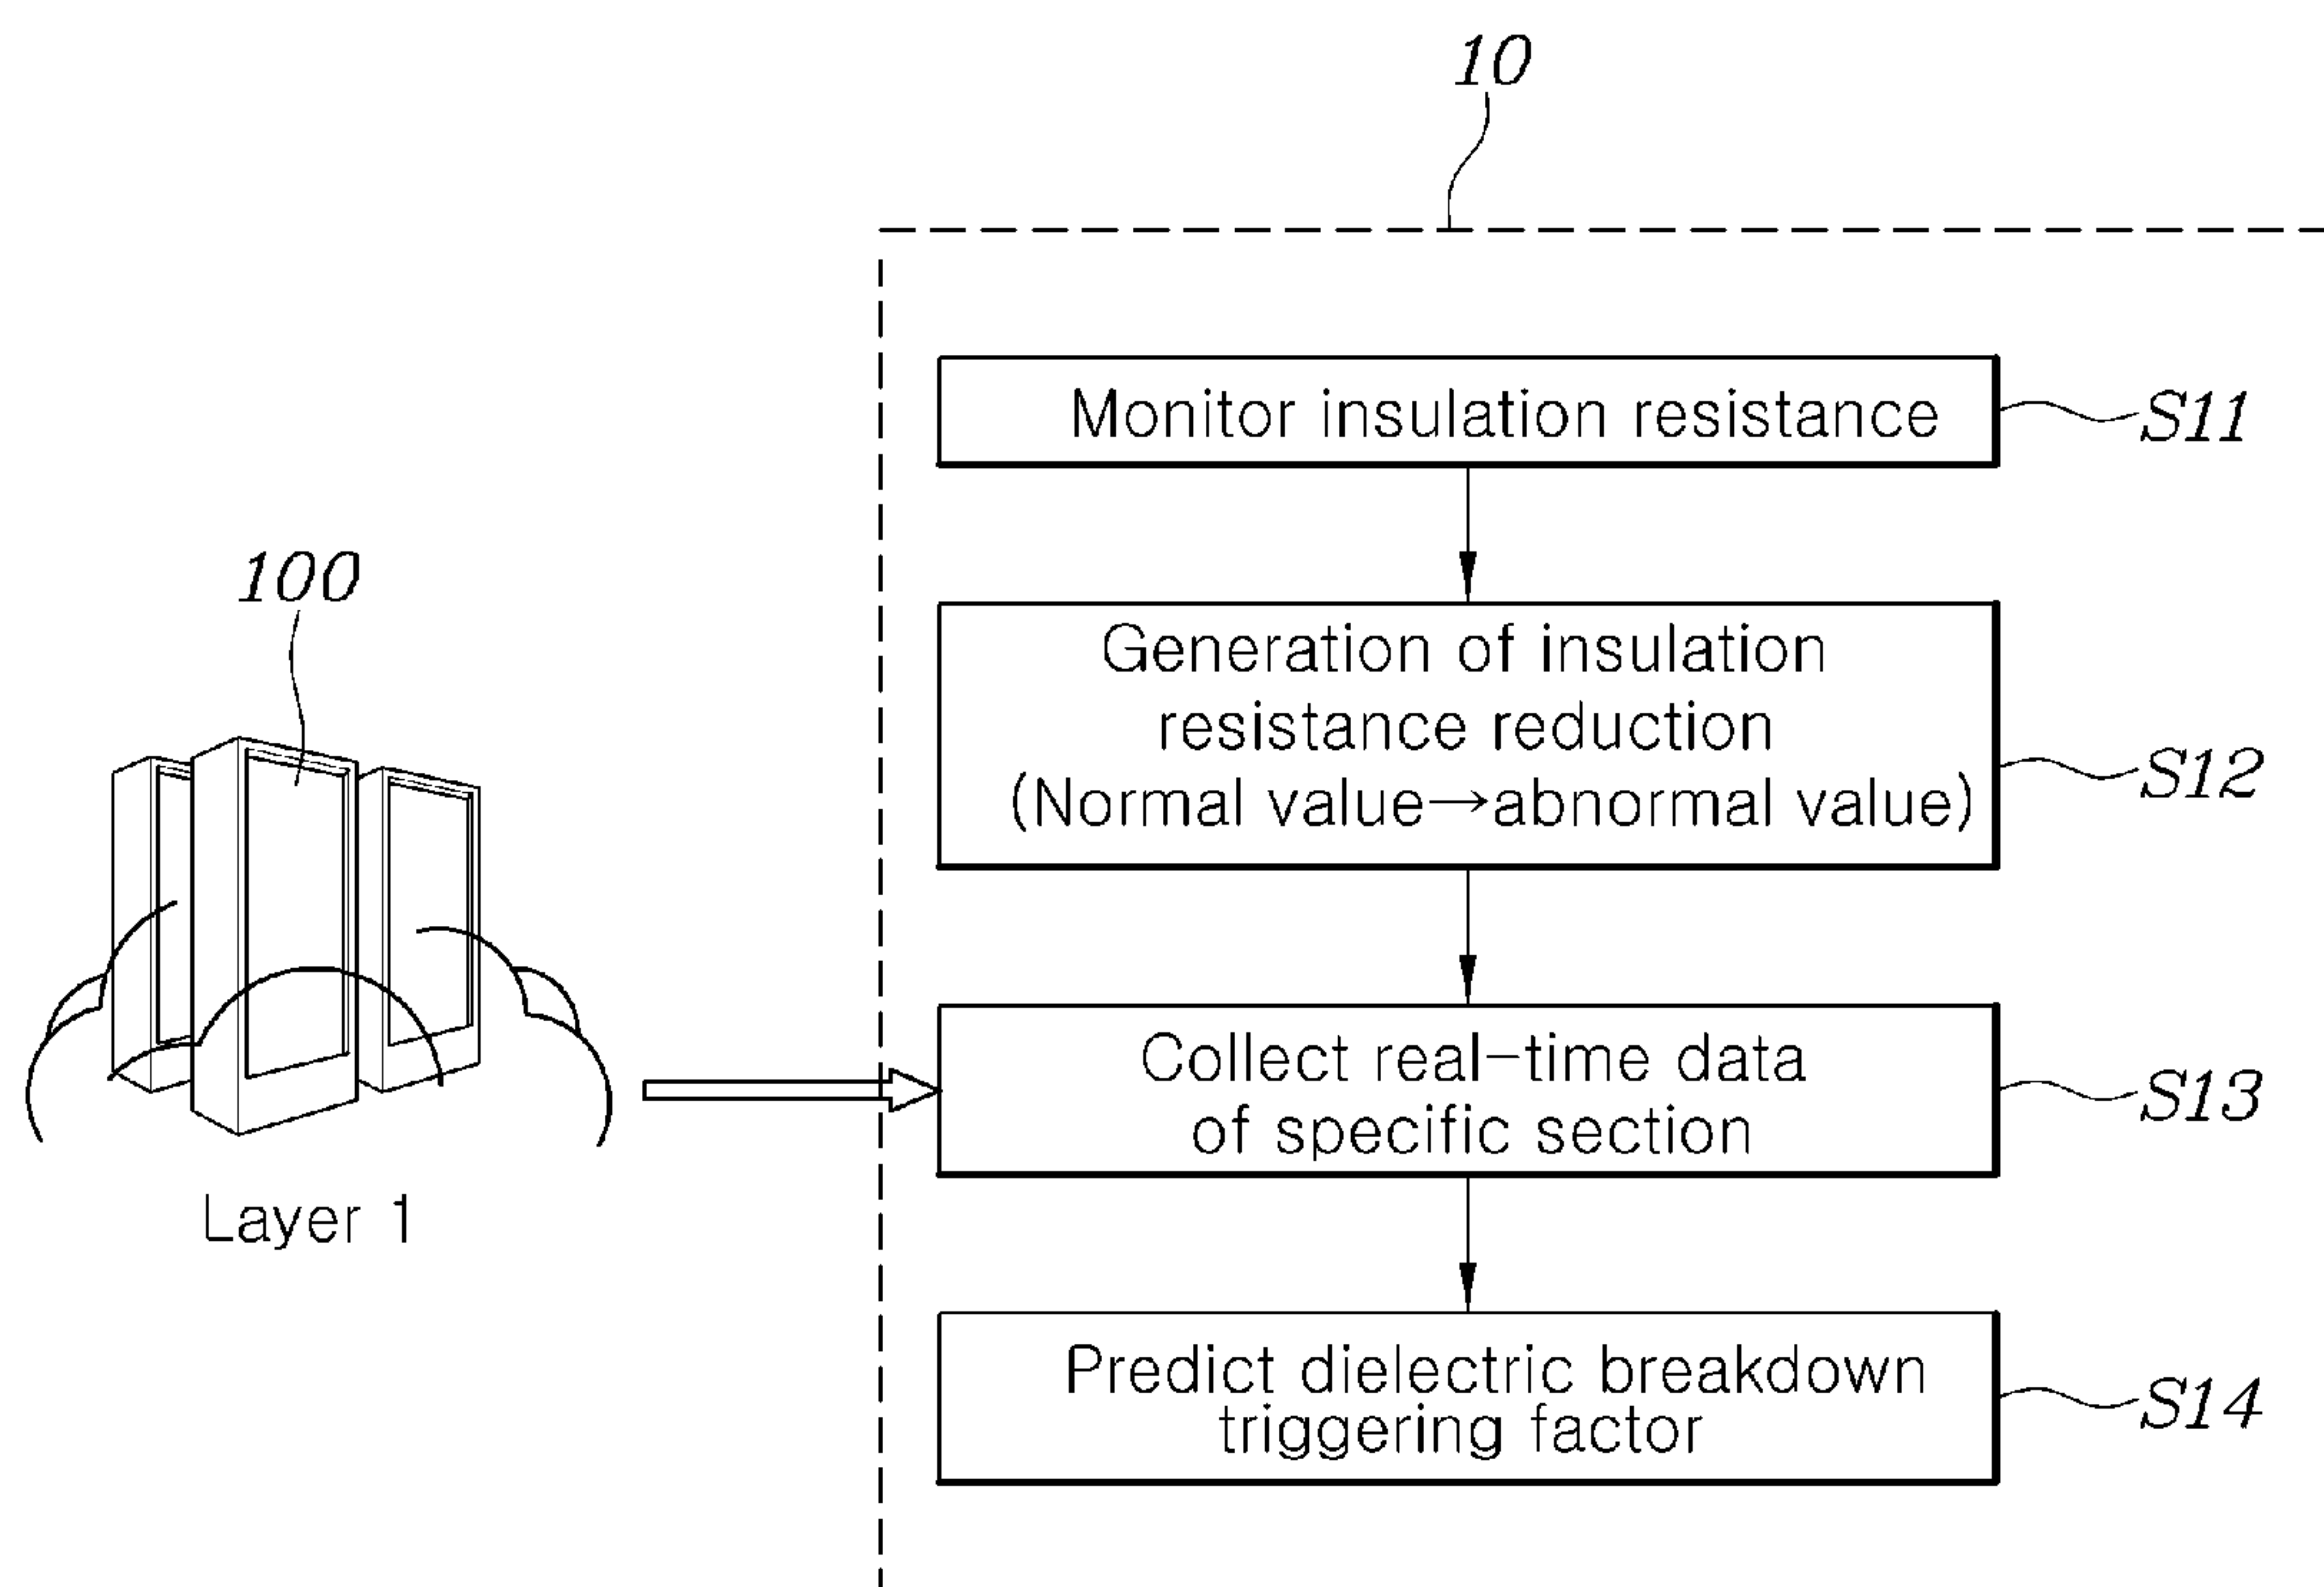 10
Monitor insulation resistance
S11
100
Generation of insulation
resistance reduction
(Normal value→abnormal value)
S12
Collect real-time data
of specific section
S13
Layer 1
Predict dielectric breakdown
triggering factor
S14